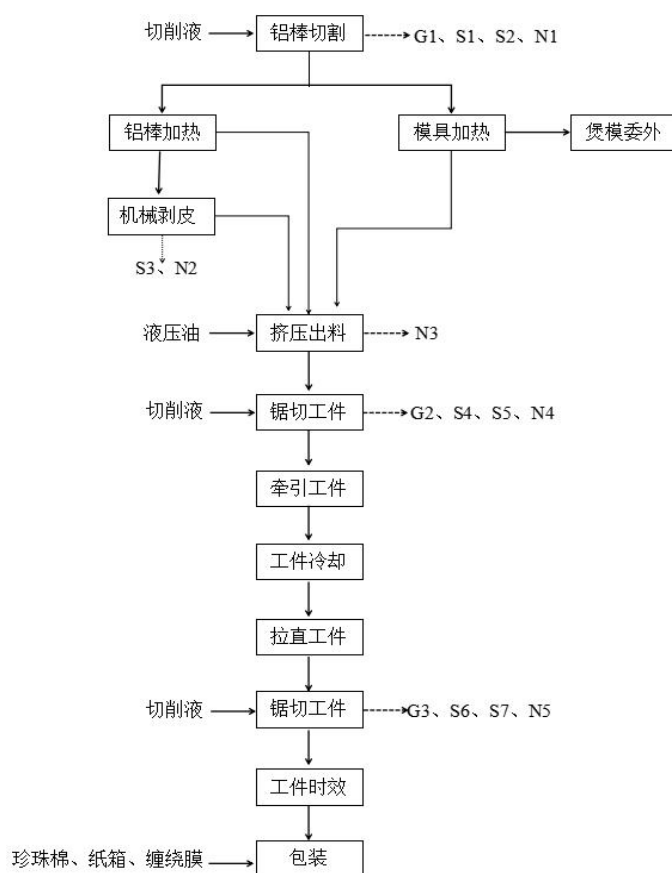 切削液
铝棒切割
G1、S1、S2、N1
铝棒加热
模具加热
煲模委外
机械剥皮
S3、N2
液压油
挤压出料
N3
切削液
锯切工件
G2、S4、S5、N4
牵引工件
工件冷却
拉直工件
切削液
锯切工件
G3、S6、S7、N5
工件时效
珍珠棉、纸箱、缠绕膜
包装